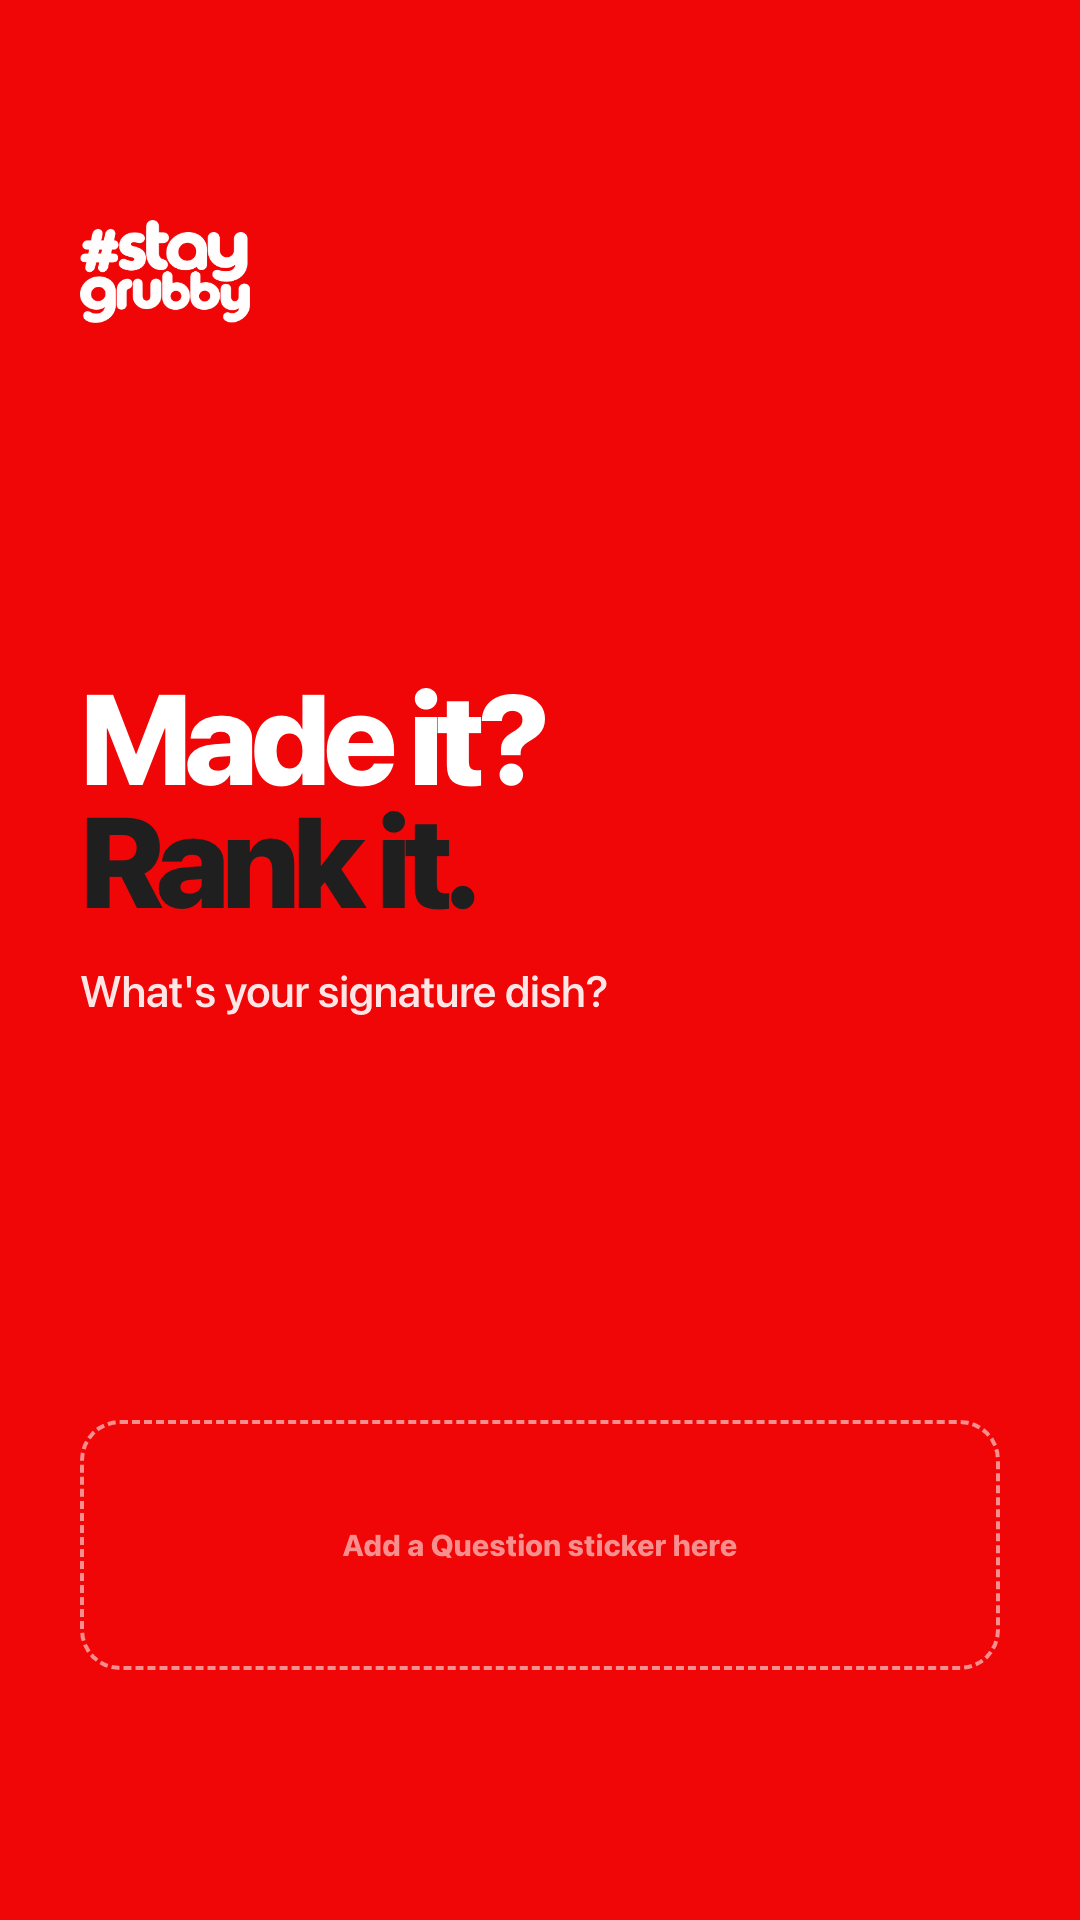 #stay
grubby
Made it?
Rank it.
What's your signature dish?
Add a Question sticker here